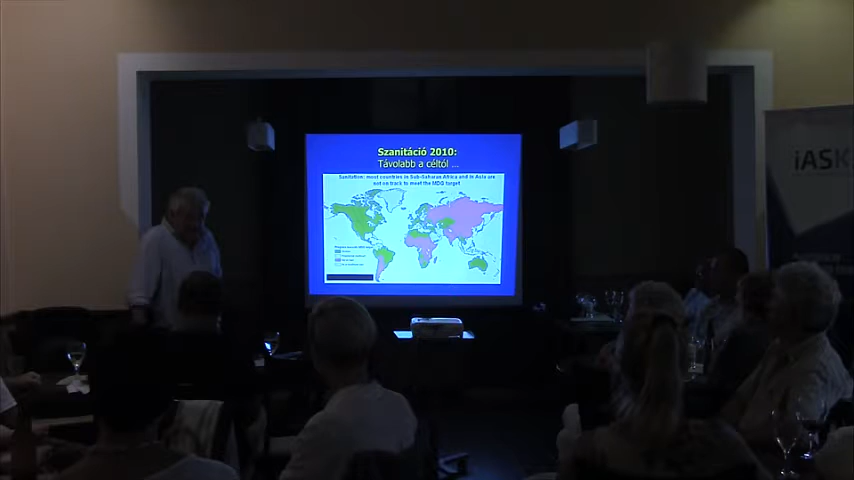 Szanitáció 2010:
Távolabb a céltól ...
Sanitation: most countries in Sub-Saharan Africa and in Asia are
not on track to meet the MDG target
iASK